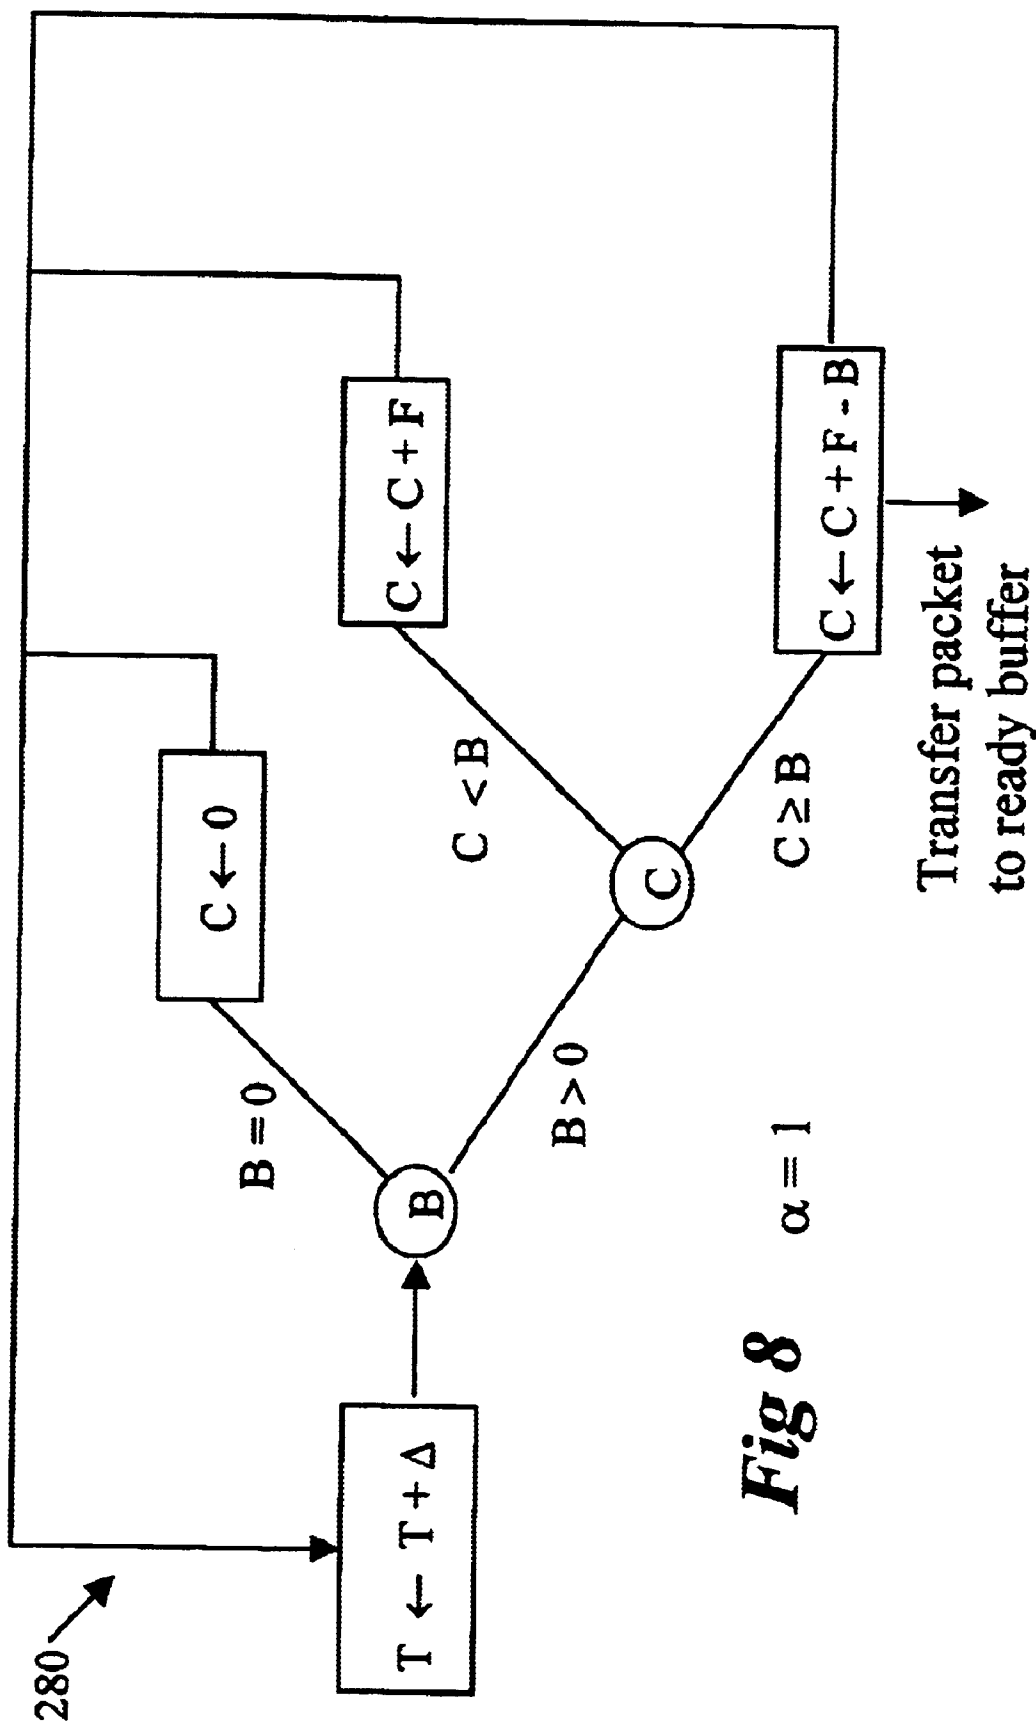 280
T ← T + Δ
B
B = 0
C ← 0
B > 0
C
C < B
C ← C + F
C ≥ B
C ← C + F - B
Transfer packet
to ready buffer
Fig 8
α = 1